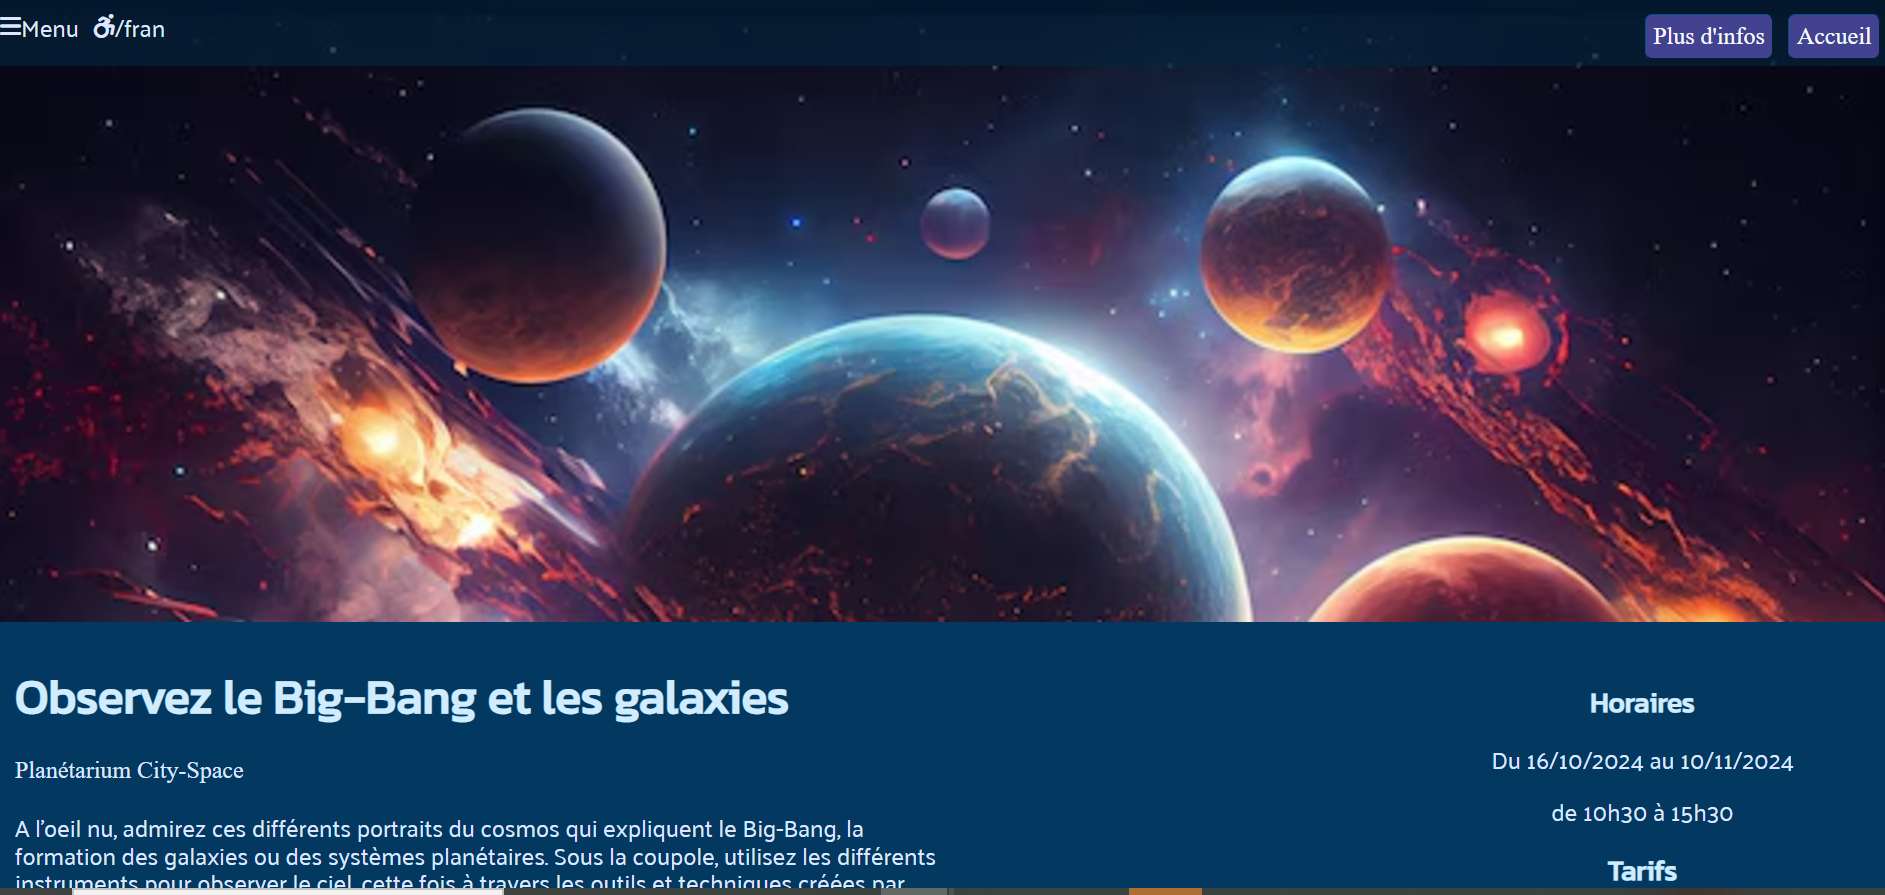 Menu /fran Plus d'infos Accueil
Observez le Big-Bang et les galaxies
Planétarium City-Space
A l'oeil nu, admirez ces différents portraits du cosmos qui expliquent le Big-Bang, la
formation des galaxies ou des systèmes planétaires. Sous la coupole, utilisez les différents
instruments pour observer le ciel, cette fois à travers les outils et techniques créées par
Horaires
Du 16/10/2024 au 10/11/2024
de 10h30 à 15h30
Tarifs